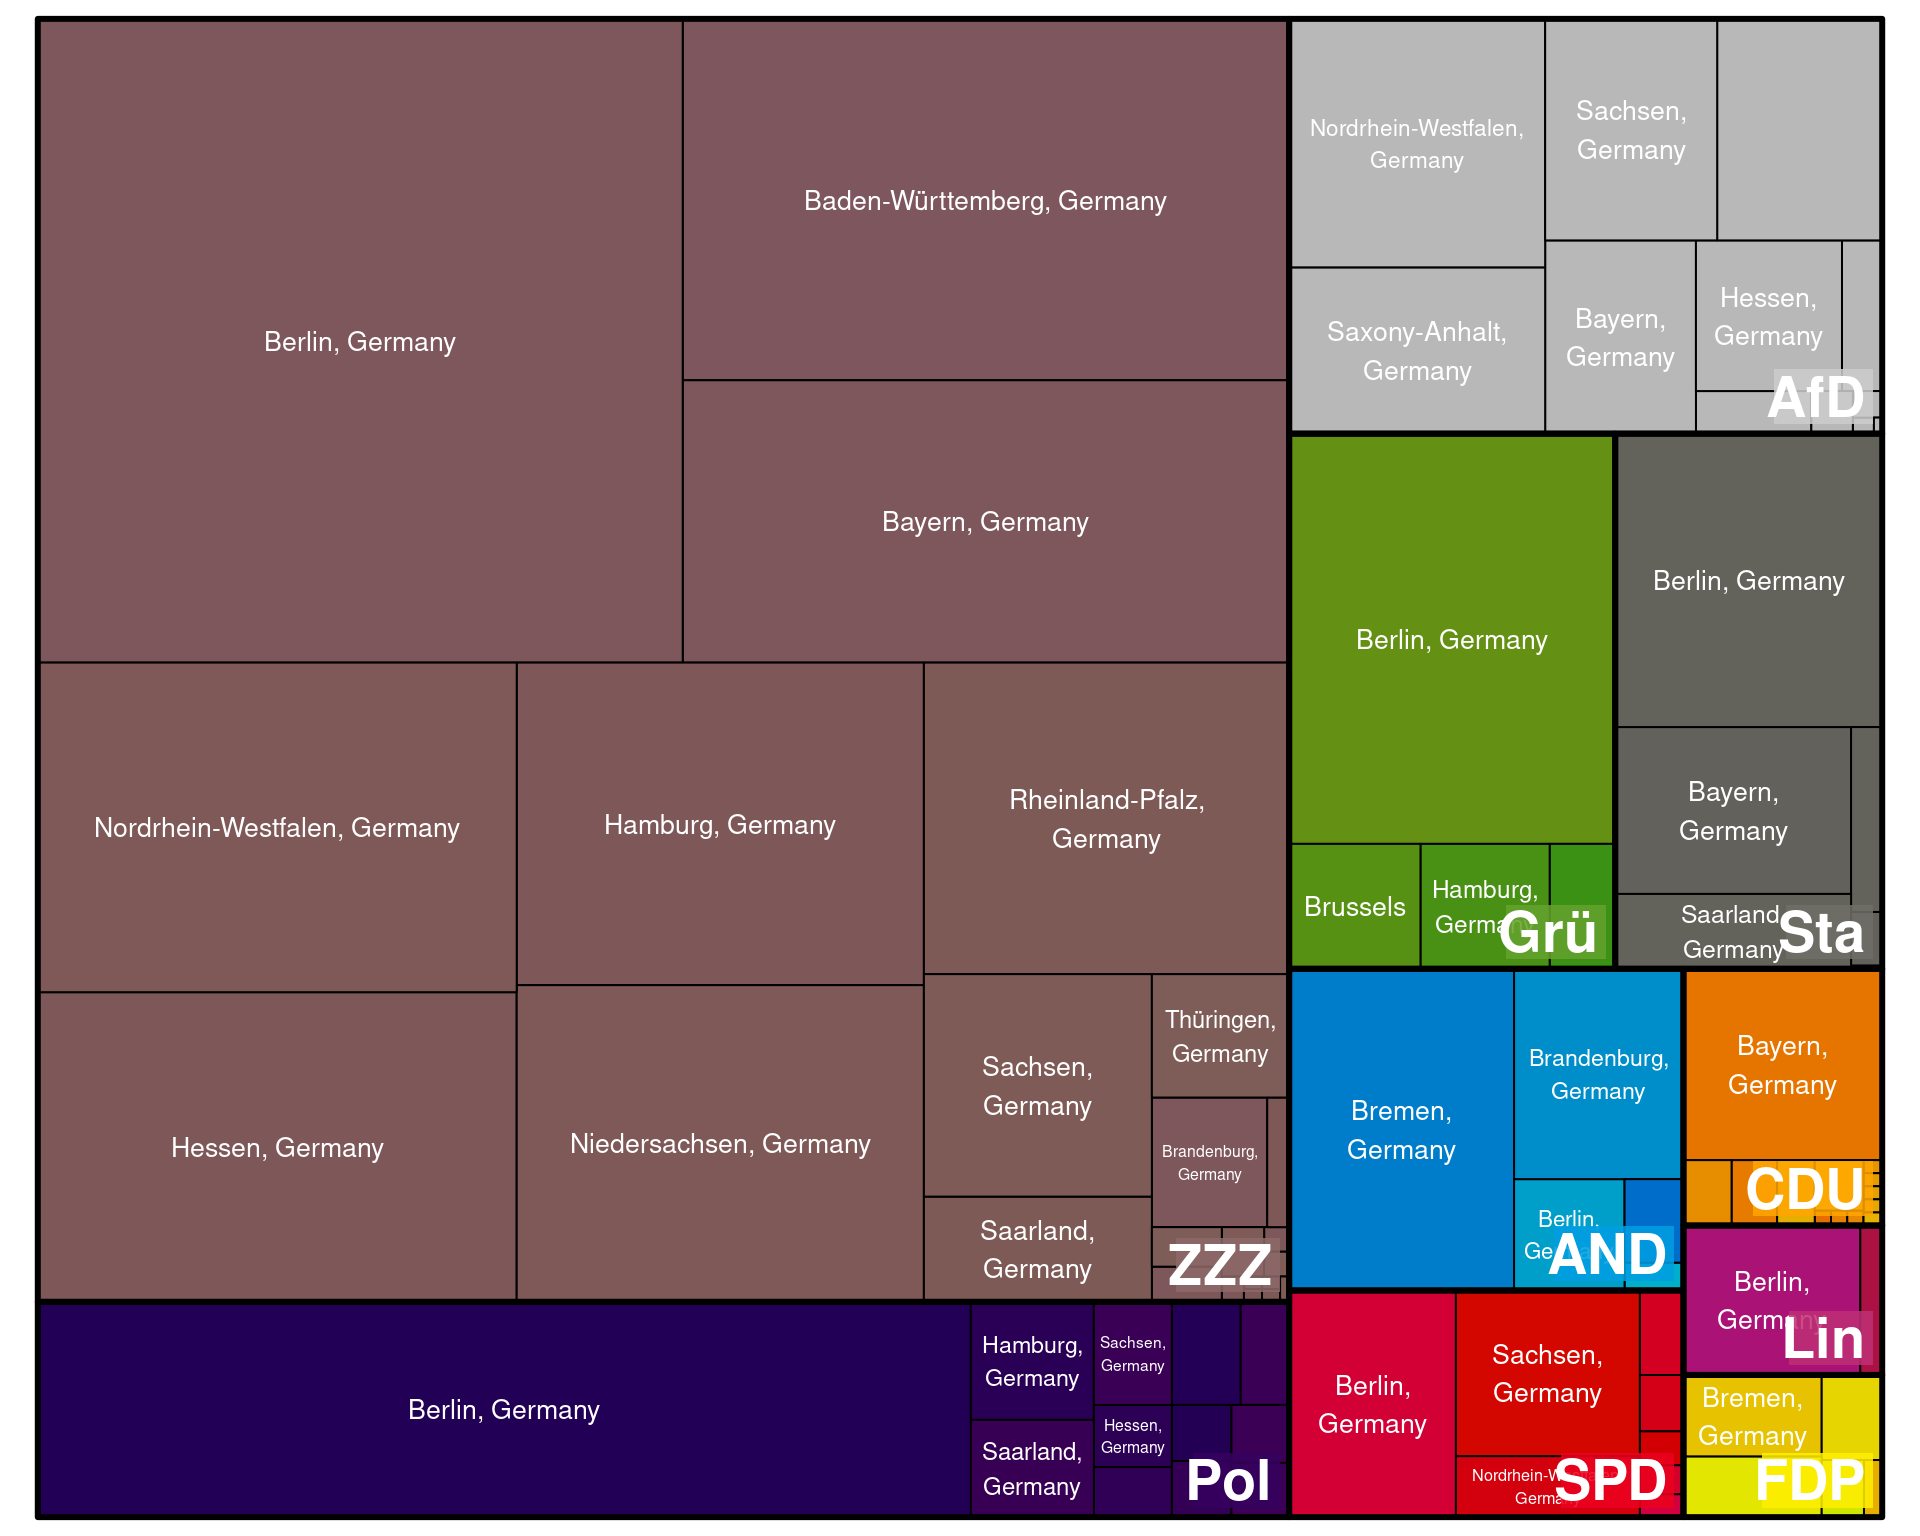 Berlin, Germany
Baden-Württemberg, Germany
Bayern, Germany
Nordrhein-Westfalen, Germany
Hamburg, Germany
Rheinland-Pfalz,
Germany
Hessen, Germany
Niedersachsen, Germany
Sachsen,
Germany
Saarland,
Germany
Thüringen,
Germany
Brandenburg,
Germany
ZZZ
Berlin, Germany
Hamburg,
Germany
Saarland,
Germany
Sachsen,
Germany
Hessen,
Germany
Pol
Nordrhein-Westfalen,
Germany
Saxony-Anhalt,
Germany
Sachsen,
Germany
Bayern,
Germany
Hessen,
Germany
AfD
Berlin, Germany
Brussels
Hamburg,
Germany
Grü
Berlin, Germany
Bayern,
Germany
Saarland,
Germany
Sta
Bremen,
Germany
Brandenburg,
Germany
Berlin,
AND
Bayern,
Germany
CDU
Berlin,
Germany
Lin
Berlin,
Germany
Sachsen,
Germany
SPD
Bremen,
Germany
FDP